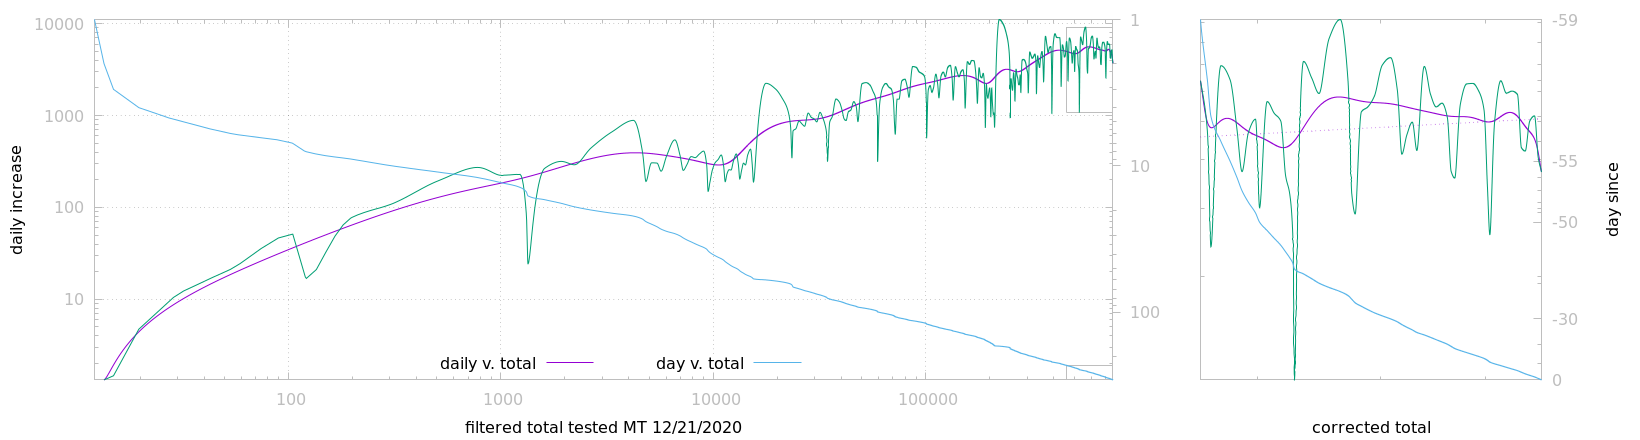 10000
1000
100
10
daily increase
1
10
100
daily v. total
day v. total
100
1000
10000
100000
filtered total tested MT 12/21/2020
-59
-55
-50
-30
0
day since
corrected total